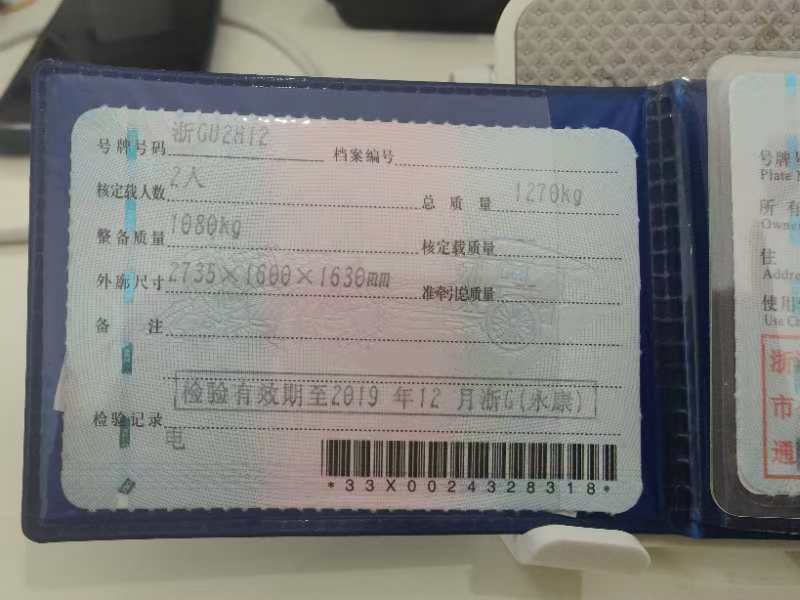 号牌号码 浙GU2H12 档案编号
核定载人数 2人 总质量 1270kg
整备质量 1080kg 核定载质量
外廓尺寸 2735×1600×1630mm 准牵引总质量
备注
检验有效期至2019 年12 月浙G(永康)
检验记录
电
*33X0024328318*
号牌
Plate
所有
Owne
住
Addre
使用
Use C
浙
市
通